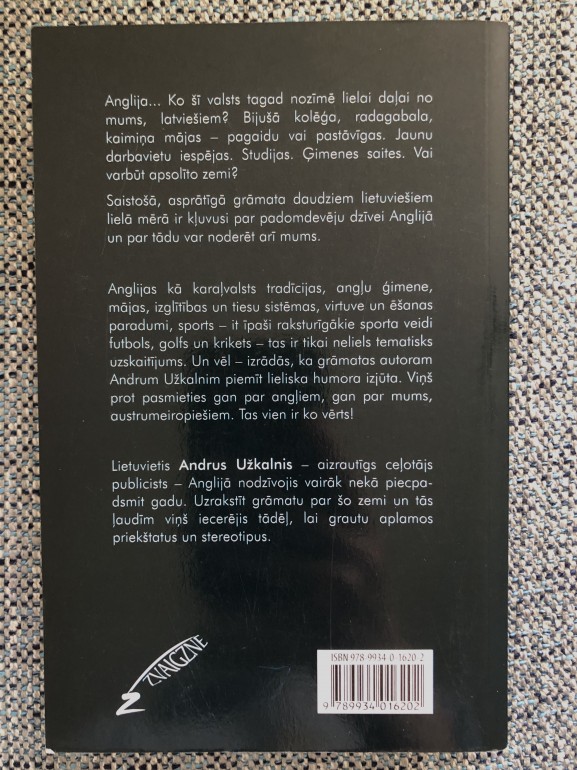 Anglija... Ko šī valsts tagad nozīmē lielai daļai no
mums, latviešiem? Bijušā kolēģa, radagabala,
kaimiņa mājas – pagaidu vai pastāvīgas. Jaunu
darbavietu iespējas. Studijas. Ģimenes saites. Vai
varbūt apsolīto zemi?
Saistošā, asprātīgā grāmata daudziem lietuviešiem
lielā mērā ir kļuvusi par padomdevēju dzīvei Anglijā
un par tādu var noderēt arī mums.
Anglijas kā karaļvalsts tradīcijas, angļu ģimene,
mājas, izglītības un tiesu sistēmas, virtuve un ēšanas
paradumi, sports – it īpaši raksturīgākie sporta veidi
futbols, golfs un krikets – tas ir tikai neliels tematisks
uzskaitījums. Un vēl – izrādās, ka grāmatas autoram
Andrum Užkalnim piemīt lieliska humora izjūta. Viņš
prot pasmieties gan par angļiem, gan par mums,
austrumeiropiešiem. Tas vien ir ko vērts!
Lietuvietis Andrus Užkalnis – aizrautīgs ceļotājs
publicists – Anglijā nodzīvojis vairāk nekā piecpa-
dsmit gadu. Uzrakstīt grāmatu par šo zemi un tās
ļaudīm viņš iecerējis tādēļ, lai grautu aplamos
priekštatus un stereotipus.
ZVAIGZNE
ISBN 978-9934-0-1620-2
9 789934 016202